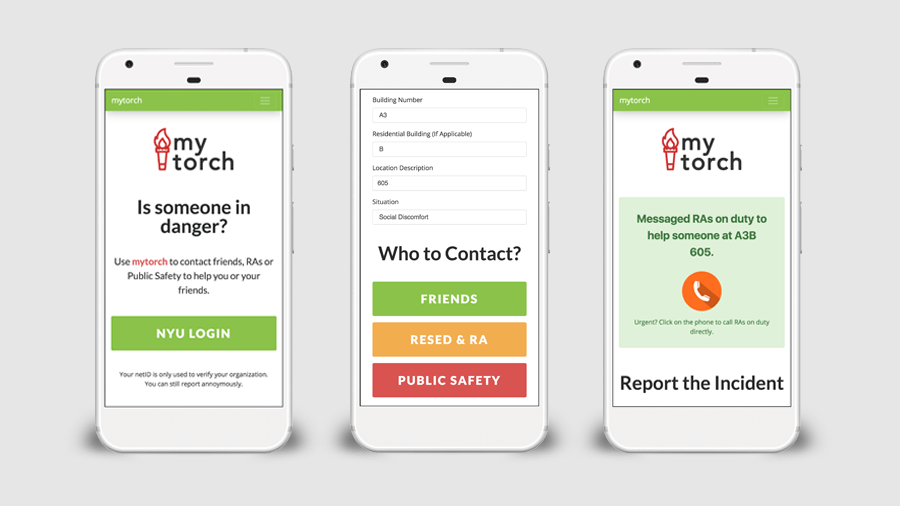 mytorch
my
torch
Is someone in
danger?
Use mytorch to contact friends, RAs or
Public Safety to help you or your
friends.
NYU LOGIN
Your netID is only used to verify your organization.
You can still report annoymously.
Building Number
A3
Residential Building (If Applicable)
B
Location Description
605
Situation
Social Discomfort
Who to Contact?
FRIENDS
RESED & RA
PUBLIC SAFETY
mytorch
my
torch
Messaged RAs on duty to
help someone at A3B
605.
Urgent? Click on the phone to call RAs on duty
directly.
Report the Incident